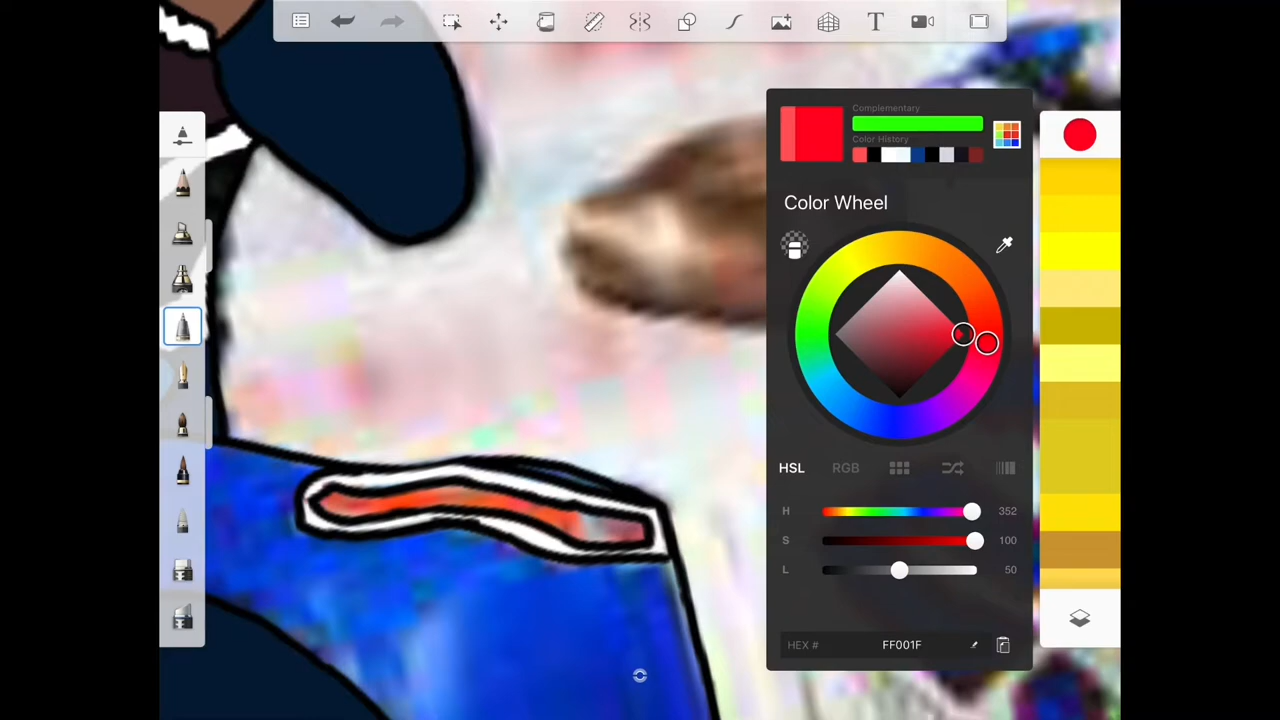 T
Complementary
Color History
Color Wheel
HSL
RGB
H
352
S
100
L
50
HEX #
FF001F